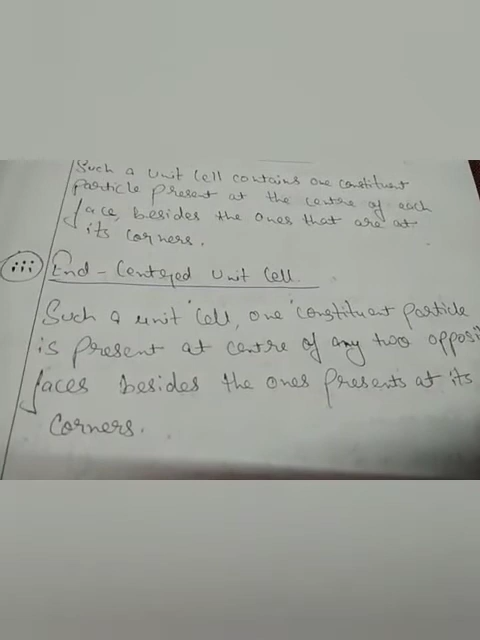 Such a unit cell contains one constituent
particle present at the centre of each
face, besides the ones that are at
its corners.
iii End-Centered unit cell.
Such a unit cell, one constituent particle
is present at centre of any two opposi
faces besides the ones presents at its
corners.